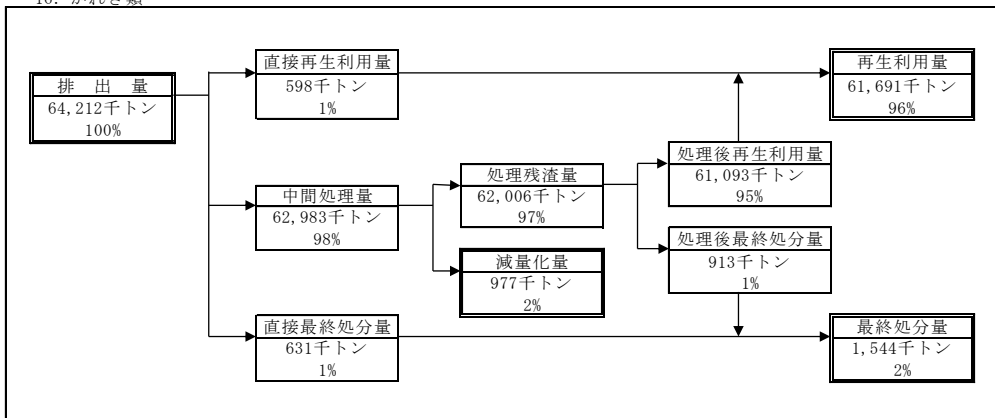 16. がれき類
排 出 量
64,212千トン
100%
直接再生利用量
598千トン
1%
中間処理量
62,983千トン
98%
直接最終処分量
631千トン
1%
処理残渣量
62,006千トン
97%
減量化量
977千トン
2%
処理後再生利用量
61,093千トン
95%
処理後最終処分量
913千トン
1%
再生利用量
61,691千トン
96%
最終処分量
1,544千トン
2%